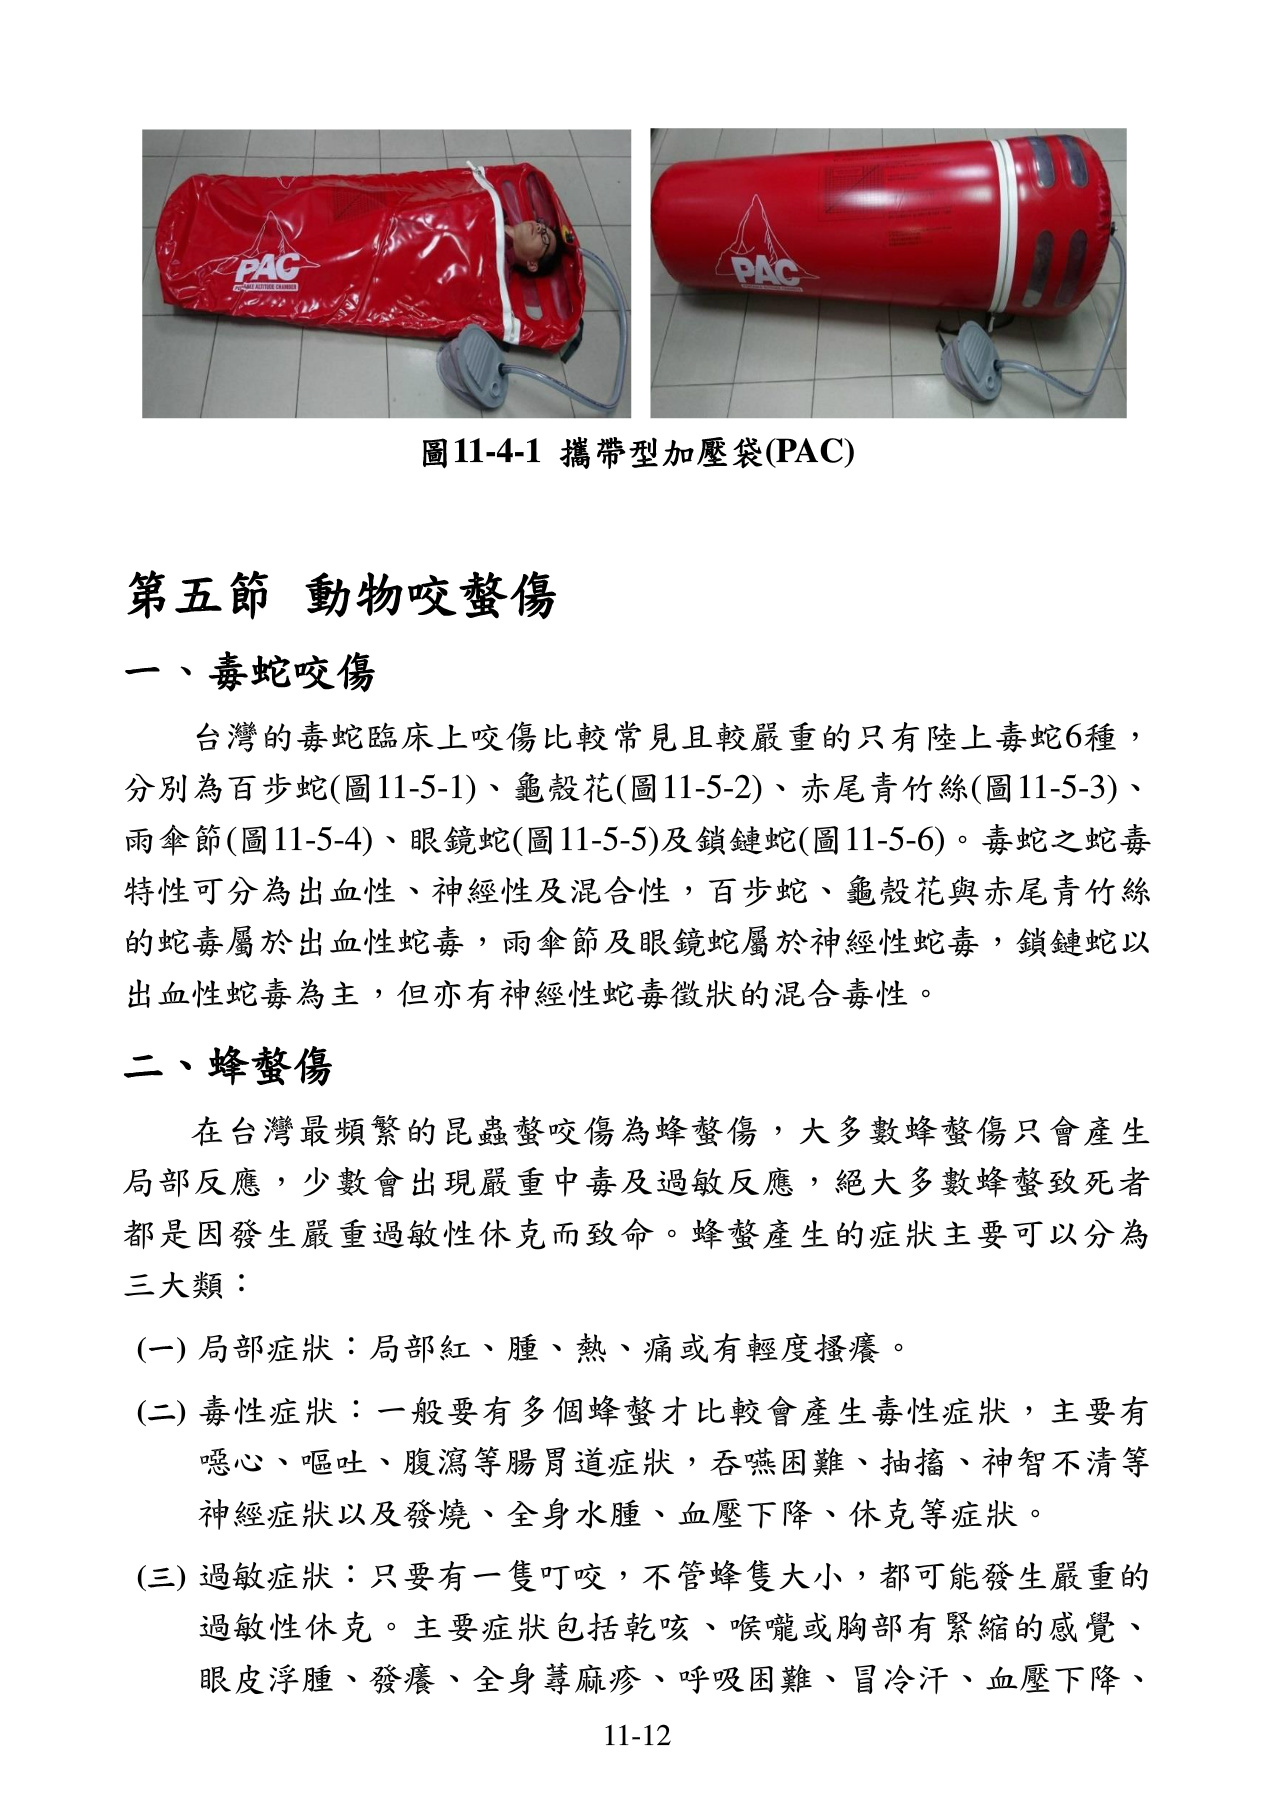 PAC
PORTABLE ALTITUDE CHAMBER
PAC
圖11-4-1 攜帶型加壓袋(PAC)
第五節 動物咬螫傷
一、毒蛇咬傷
台灣的毒蛇臨床上咬傷比較常見且較嚴重的只有陸上毒蛇6種，
分別為百步蛇(圖11-5-1)、龜殼花(圖11-5-2)、赤尾青竹絲(圖11-5-3)、
雨傘節(圖11-5-4)、眼鏡蛇(圖11-5-5)及鎖鏈蛇(圖11-5-6)。毒蛇之蛇毒
特性可分為出血性、神經性及混合性，百步蛇、龜殼花與赤尾青竹絲
的蛇毒屬於出血性蛇毒，雨傘節及眼鏡蛇屬於神經性蛇毒，鎖鏈蛇以
出血性蛇毒為主，但亦有神經性蛇毒徵狀的混合毒性。
二、蜂螫傷
在台灣最頻繁的昆蟲螫咬傷為蜂螫傷，大多數蜂螫傷只會產生
局部反應，少數會出現嚴重中毒及過敏反應，絕大多數蜂螫致死者
都是因發生嚴重過敏性休克而致命。蜂螫產生的症狀主要可以分為
三大類：
(一) 局部症狀：局部紅、腫、熱、痛或有輕度搔癢。
(二) 毒性症狀：一般要有多個蜂螫才比較會產生毒性症狀，主要有
噁心、嘔吐、腹瀉等腸胃道症狀，吞嚥困難、抽搐、神智不清等
神經症狀以及發燒、全身水腫、血壓下降、休克等症狀。
(三) 過敏症狀：只要有一隻叮咬，不管蜂隻大小，都可能發生嚴重的
過敏性休克。主要症狀包括乾咳、喉嚨或胸部有緊縮的感覺、
眼皮浮腫、發癢、全身蕁麻疹、呼吸困難、冒冷汗、血壓下降、
11-12